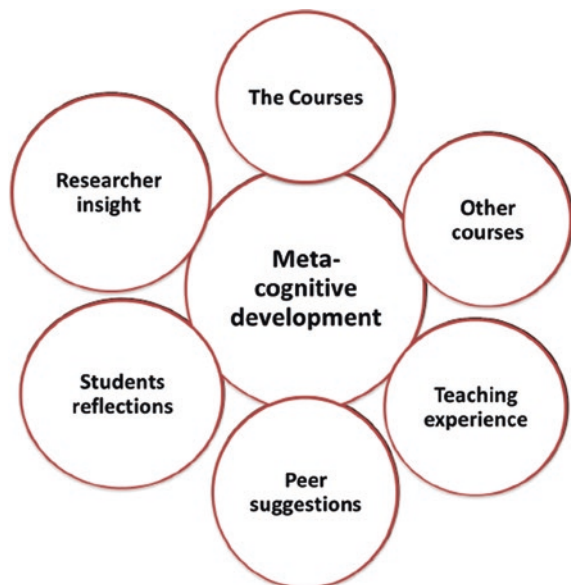 The Courses
Other
courses
Teaching
experience
Peer
suggestions
Students
reflections
Researcher
insight
Meta-
cognitive
development